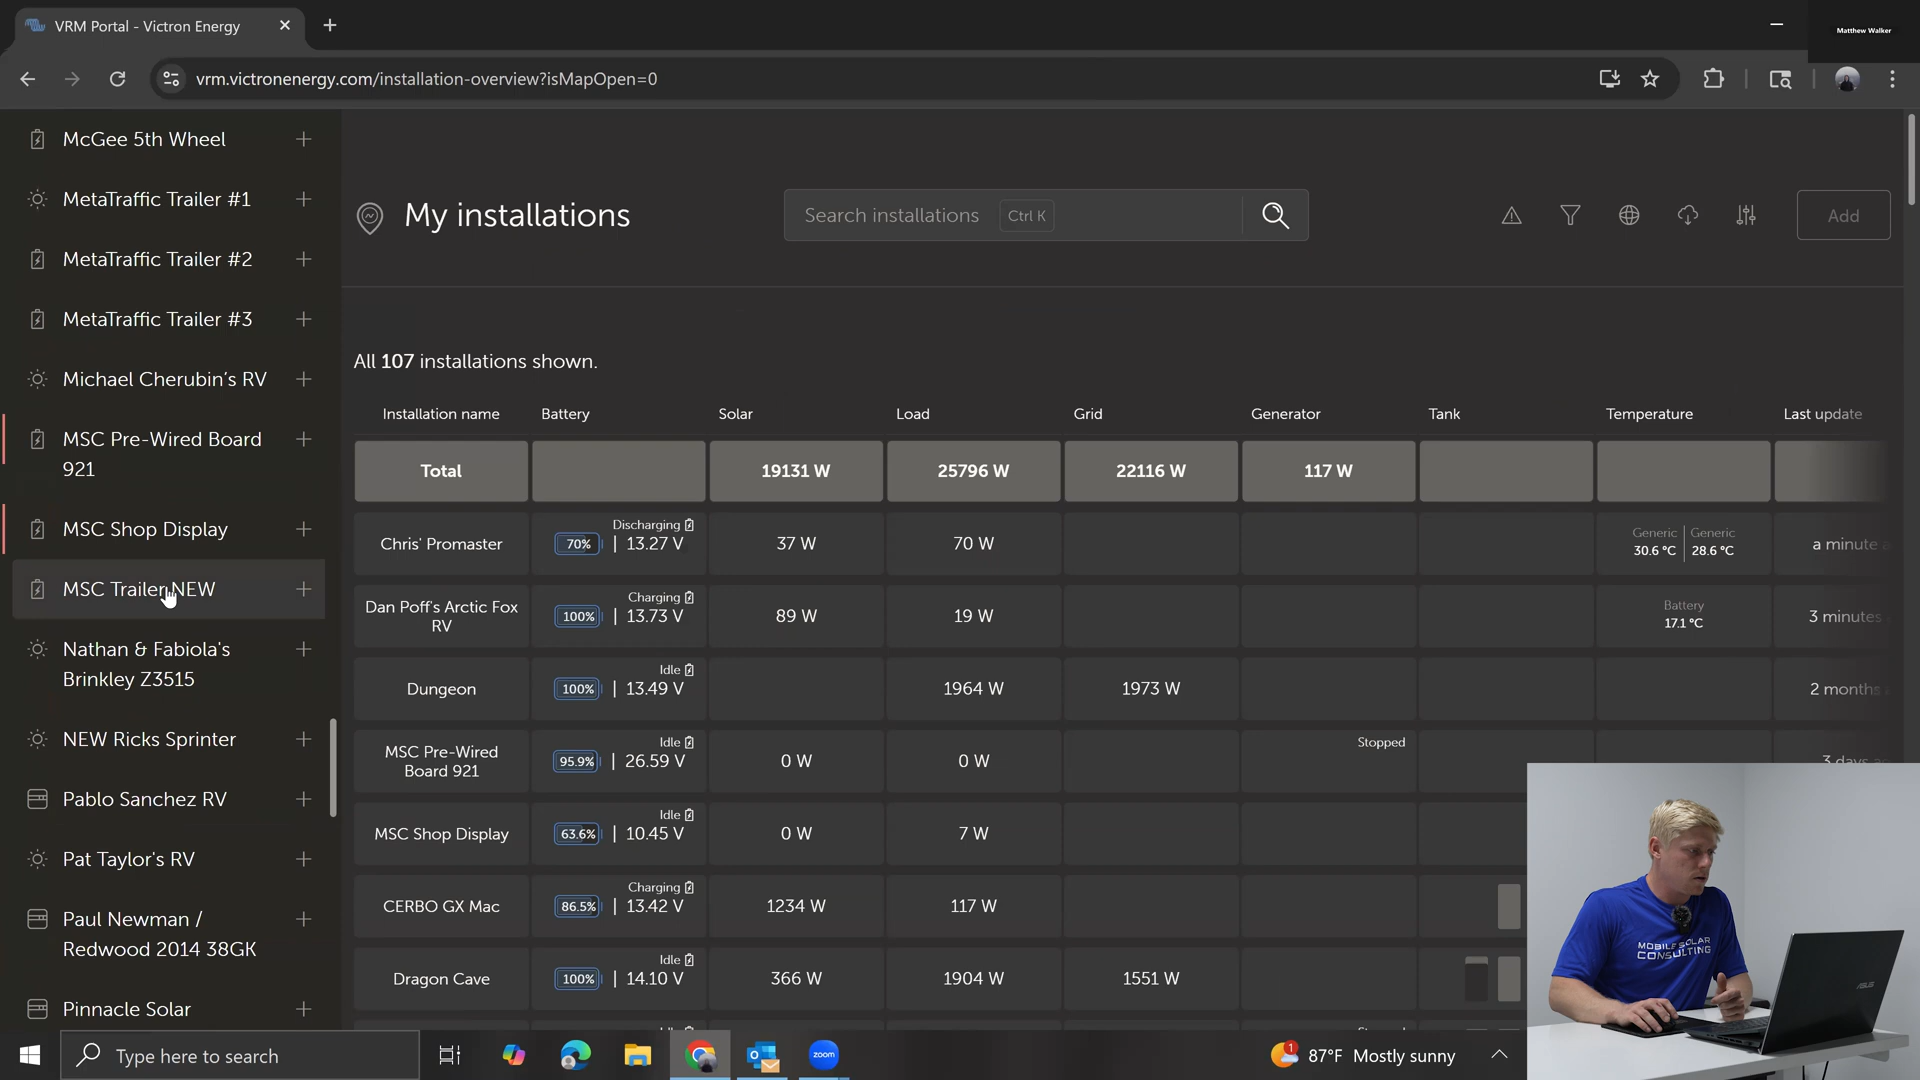 VRM Portal - Victron Energy
Matthew Walker
vrm.victronenergy.com/installation-overview?isMapOpen=0
McGee 5th Wheel
MetaTraffic Trailer #1
MetaTraffic Trailer #2
MetaTraffic Trailer #3
Michael Cherubin's RV
MSC Pre-Wired Board
921
MSC Shop Display
MSC Trailer NEW
Nathan & Fabiola's
Brinkley Z3515
NEW Ricks Sprinter
Pablo Sanchez RV
Pat Taylor's RV
Paul Newman /
Redwood 2014 38GK
Pinnacle Solar
My installations
Search installations Ctrl K
Add
All 107 installations shown.
Installation name Battery Solar Load Grid Generator Tank Temperature Last update
Total 19131 W 25796 W 22116 W 117 W
Chris' Promaster 70% Discharging 13.27 V 37 W 70 W Generic 30.6 °C Generic 28.6 °C a minute a
Dan Poff's Arctic Fox
RV 100% Charging 13.73 V 89 W 19 W Battery 17.1 °C 3 minutes
Dungeon 100% Idle 13.49 V 1964 W 1973 W 2 months
MSC Pre-Wired
Board 921 95.9% Idle 26.59 V 0 W 0 W Stopped 3 days
MSC Shop Display 63.6% Idle 10.45 V 0 W 7 W
CERBO GX Mac 86.5% Charging 13.42 V 1234 W 117 W
Dragon Cave 100% Idle 14.10 V 366 W 1904 W 1551 W
MOBILE SOLAR
CONSULTING
ASUS
Type here to search
zoom
1
87°F Mostly sunny